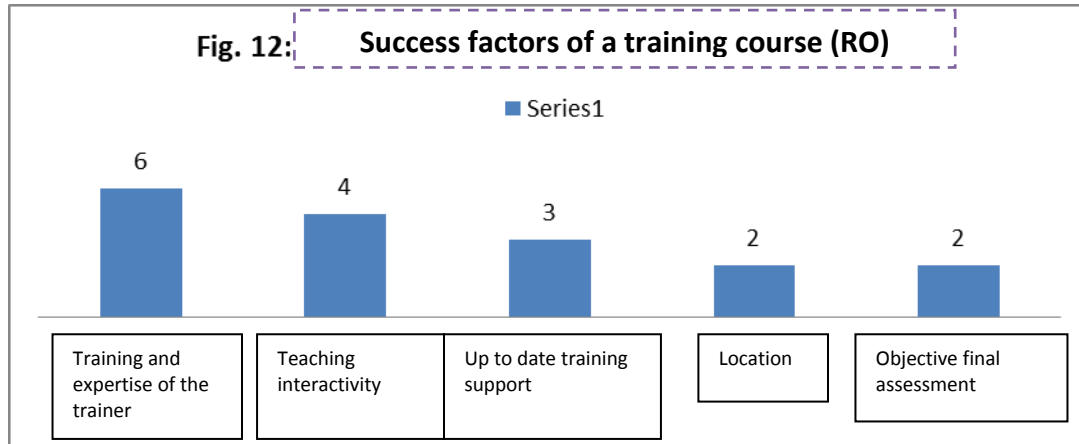 Fig. 12: Success factors of a training course (RO)
Series1
6
4
3
2
2
Training and
expertise of the
trainer
Teaching
interactivity
Up to date training
support
Location
Objective final
assessment